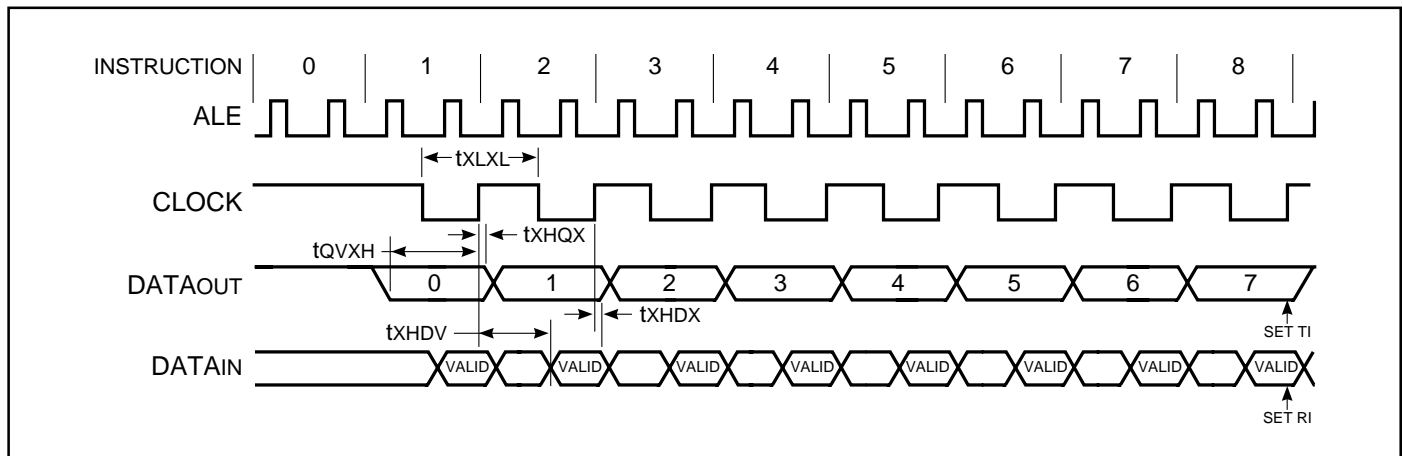 INSTRUCTION 0 1 2 3 4 5 6 7 8
ALE
tXLXL
CLOCK
tXHQX
tQVXH
DATAOUT 0 1 2 3 4 5 6 7
tXHDX
tXHDV
SET TI
DATAIN VALID VALID VALID VALID VALID VALID VALID VALID
SET RI